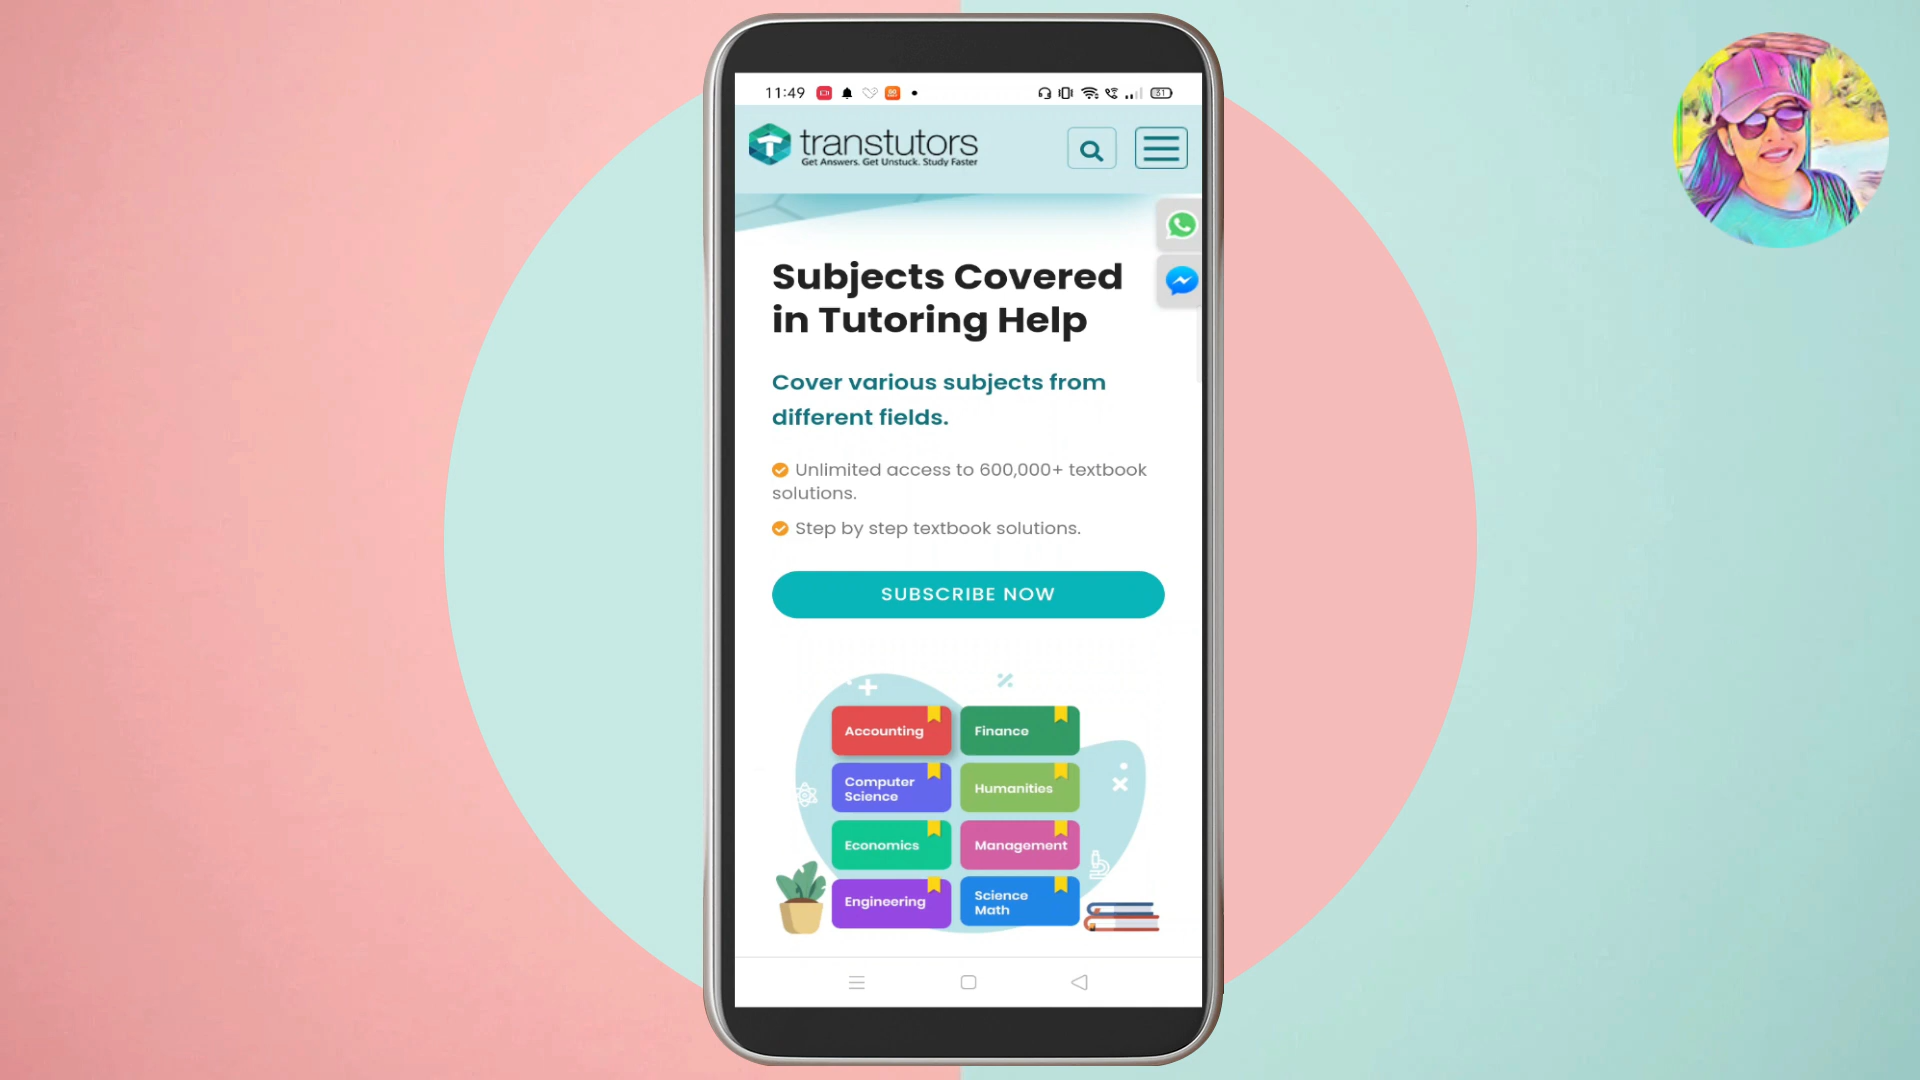 11:49
31
transtutors
Get Answers. Get Unstuck. Study Faster
Subjects Covered
in Tutoring Help
Cover various subjects from
different fields.
Unlimited access to 600,000+ textbook
solutions.
Step by step textbook solutions.
SUBSCRIBE NOW
Accounting
Finance
Computer
Science
Humanities
Economics
Management
Engineering
Science
Math